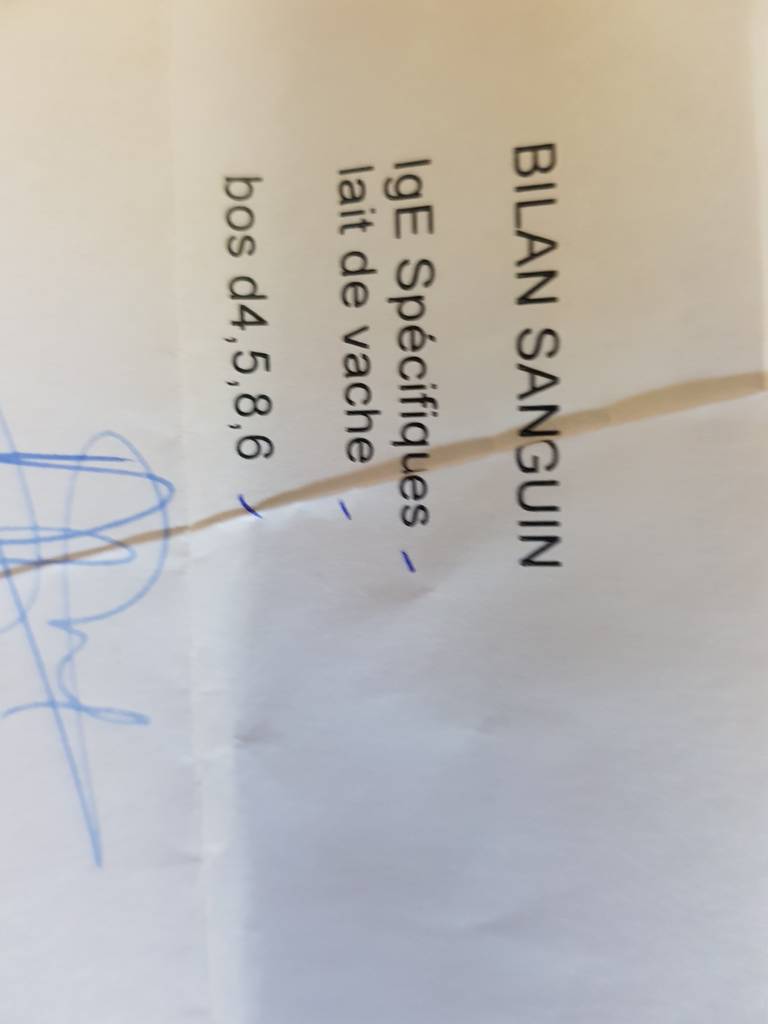 BILAN SANGUIN
IgE Spécifiques
lait de vache
bos d4,5,8,6